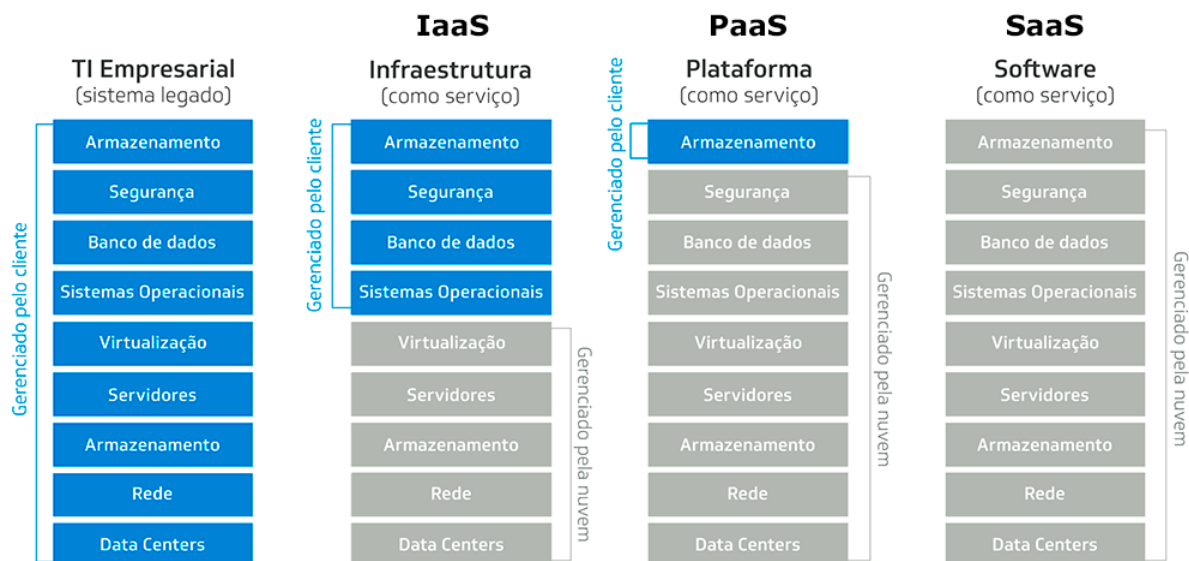 IaaS
PaaS
SaaS
TI Empresarial
(sistema legado)
Infraestrutura
(como serviço)
Plataforma
(como serviço)
Software
(como serviço)
Gerenciado pelo cliente
Armazenamento
Segurança
Banco de dados
Sistemas Operacionais
Virtualização
Servidores
Armazenamento
Rede
Data Centers
Gerenciado pelo cliente
Armazenamento
Segurança
Banco de dados
Sistemas Operacionais
Virtualização
Servidores
Armazenamento
Rede
Data Centers
Gerenciado pela nuvem
Gerenciado pelo cliente
Armazenamento
Segurança
Banco de dados
Sistemas Operacionais
Virtualização
Servidores
Armazenamento
Rede
Data Centers
Gerenciado pela nuvem
Armazenamento
Segurança
Banco de dados
Sistemas Operacionais
Virtualização
Servidores
Armazenamento
Rede
Data Centers
Gerenciado pela nuvem